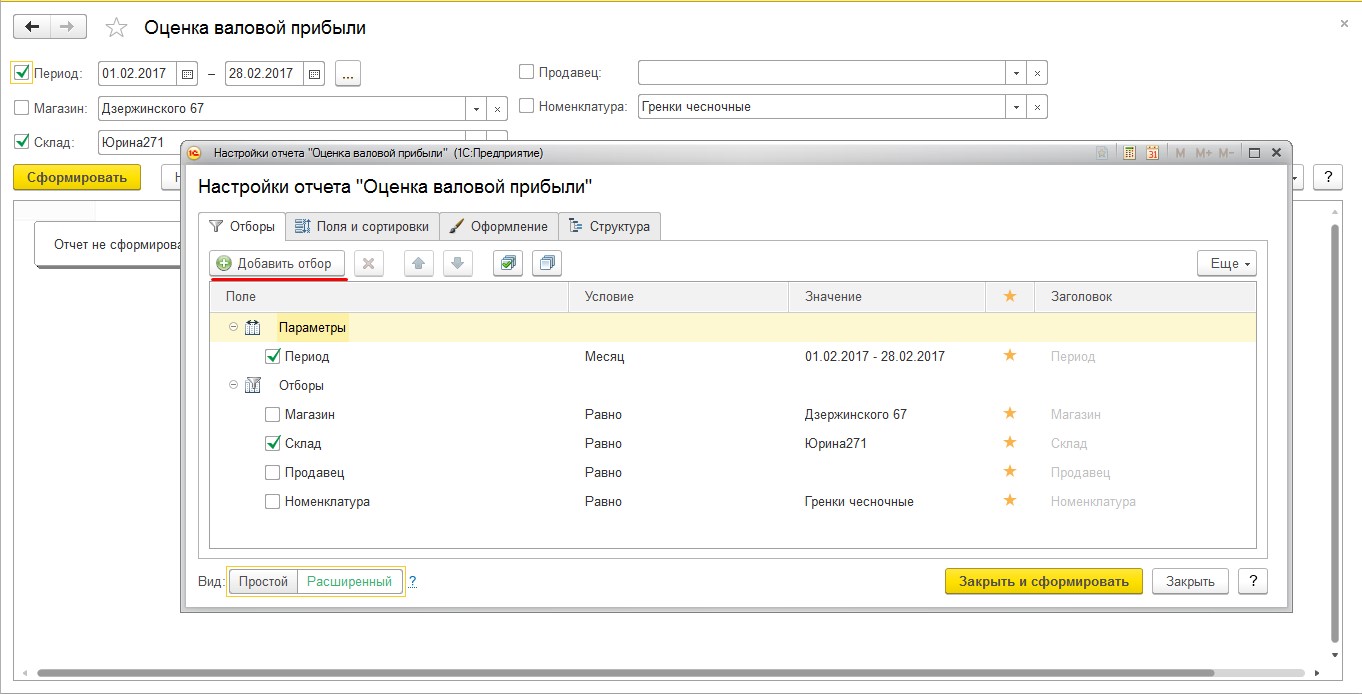 Оценка валовой прибыли
Период: 01.02.2017 – 28.02.2017 ... Продавец:
Магазин: Дзержинского 67 Номенклатура: Гренки чесночные
Склад: Юрина271
Сформировать ?
Отчет не сформирова
Настройки отчета "Оценка валовой прибыли" (1С:Предприятие) 31 M M+ M-
Настройки отчета "Оценка валовой прибыли"
Отборы Поля и сортировки Оформление Структура
Добавить отбор Еще
Поле Условие Значение Заголовок
Параметры
Период Месяц 01.02.2017 - 28.02.2017 Период
Отборы
Магазин Равно Дзержинского 67 Магазин
Склад Равно Юрина271 Склад
Продавец Равно Продавец
Номенклатура Равно Гренки чесночные Номенклатура
Вид: Простой Расширенный ? Закрыть и сформировать Закрыть ?